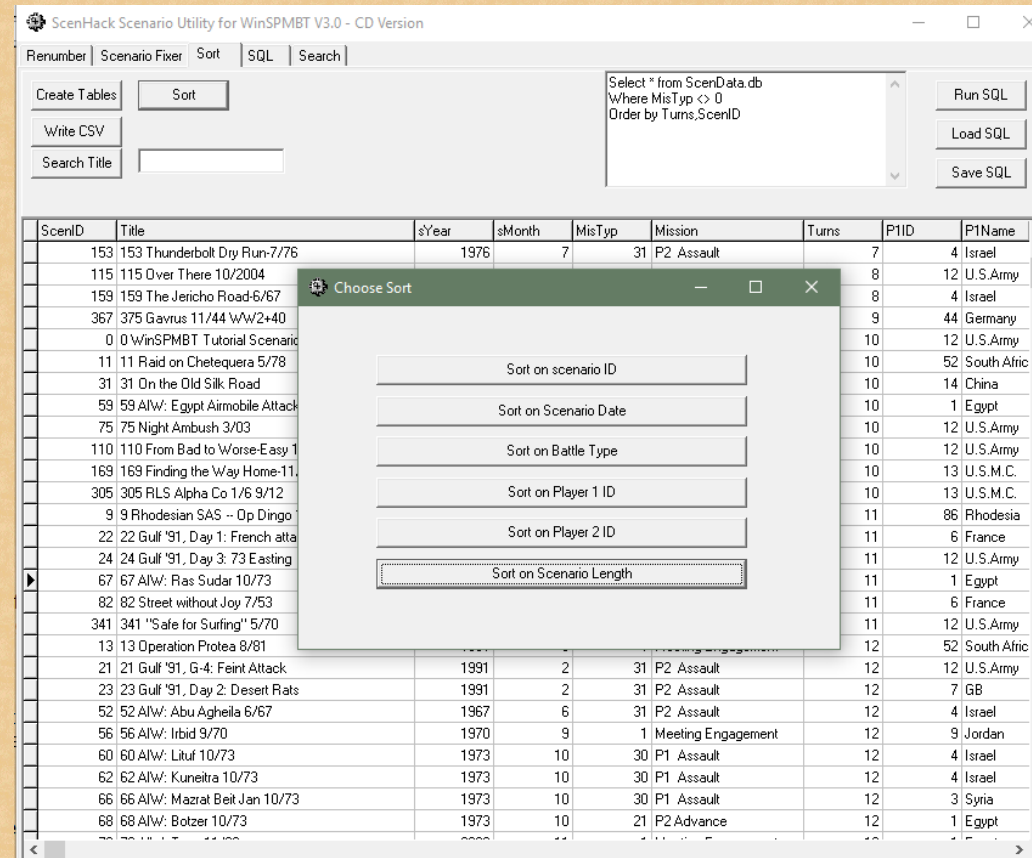 ScenHack Scenario Utility for WinSPMBT V3.0 - CD Version
Renumber Scenario Fixer Sort SQL Search
Create Tables Sort
Write CSV
Search Title
Select * from ScenData.db
Where MisTyp <> 0
Order by Turns,ScenID
Run SQL
Load SQL
Save SQL
ScenID Title sYear sMonth MisTyp Mission Turns P1ID P1Name
153 153 Thunderbolt Dry Run-7/76 1976 7 31 P2 Assault 7 4 Israel
115 115 Over There 10/2004 8 12 U.S.Army
159 159 The Jericho Road-6/67 8 4 Israel
367 375 Gavrus 11/44 WW2+40 9 44 Germany
0 0 WinSPMBT Tutorial Scenario 10 12 U.S.Army
11 11 Raid on Chetequera 5/78 10 52 South Afric
31 31 On the Old Silk Road 10 14 China
59 59 AIW: Egypt Airmobile Attack 10 1 Egypt
75 75 Night Ambush 3/03 10 12 U.S.Army
110 110 From Bad to Worse-Easy 1 10 12 U.S.Army
169 169 Finding the Way Home-11. 10 13 U.S.M.C.
305 305 RLS Alpha Co 1/6 9/12 10 13 U.S.M.C.
9 9 Rhodesian SAS -- Op Dingo 11 86 Rhodesia
22 22 Gulf '91, Day 1: French atta 11 6 France
24 24 Gulf '91, Day 3: 73 Easting 11 12 U.S.Army
67 67 AIW: Ras Sudar 10/73 11 1 Egypt
82 82 Street without Joy 7/53 11 6 France
341 341 "Safe for Surfing" 5/70 11 12 U.S.Army
13 13 Operation Protea 8/81 12 52 South Afric
21 21 Gulf '91, G-4: Feint Attack 1991 2 31 P2 Assault 12 12 U.S.Army
23 23 Gulf '91, Day 2: Desert Rats 1991 2 31 P2 Assault 12 7 GB
52 52 AIW: Abu Agheila 6/67 1967 6 31 P2 Assault 12 4 Israel
56 56 AIW: Irbid 9/70 1970 9 1 Meeting Engagement 12 9 Jordan
60 60 AIW: Lituf 10/73 1973 10 30 P1 Assault 12 4 Israel
62 62 AIW: Kuneitra 10/73 1973 10 30 P1 Assault 12 4 Israel
66 66 AIW: Mazrat Beit Jan 10/73 1973 10 30 P1 Assault 12 3 Syria
68 68 AIW: Botzer 10/73 1973 10 21 P2 Advance 12 1 Egypt
Choose Sort
Sort on scenario ID
Sort on Scenario Date
Sort on Battle Type
Sort on Player 1 ID
Sort on Player 2 ID
Sort on Scenario Length